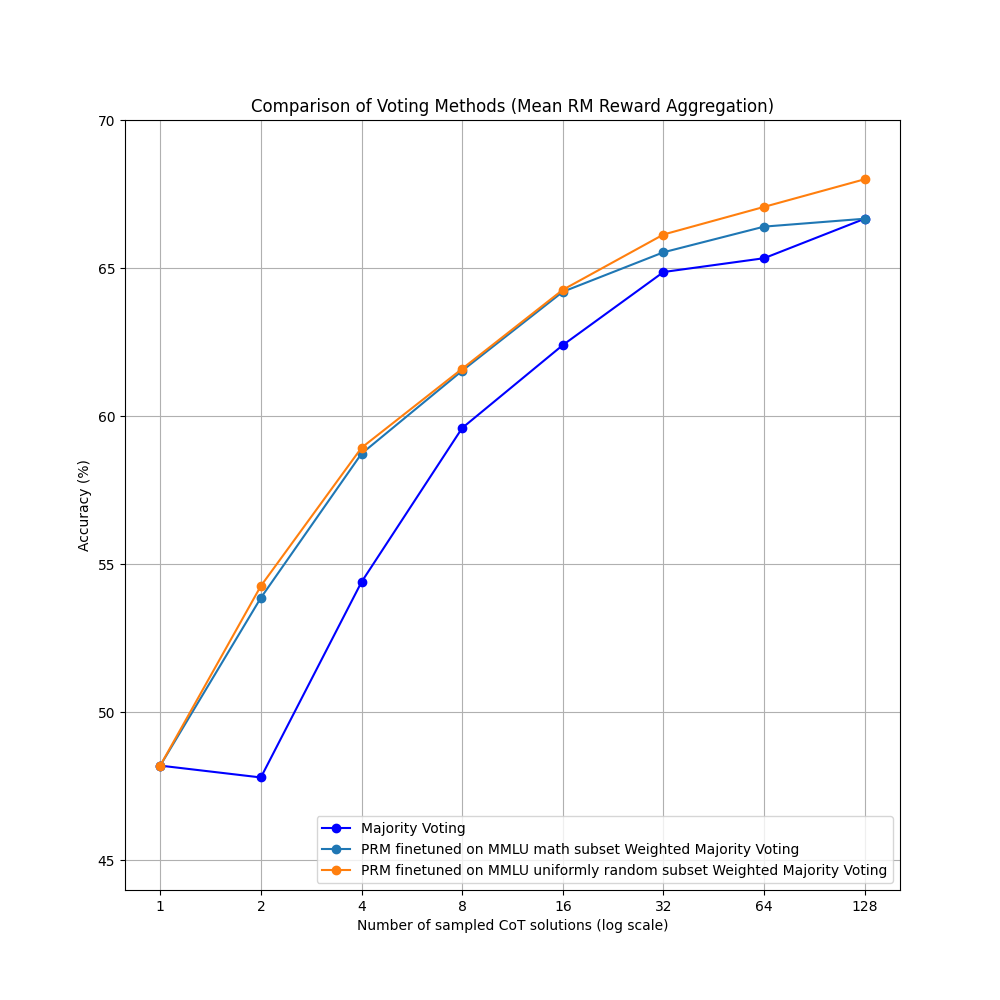 Comparison of Voting Methods (Mean RM Reward Aggregation)
70
65
60
55
50
45
Accuracy (%)
Majority Voting
PRM finetuned on MMLU math subset Weighted Majority Voting
PRM finetuned on MMLU uniformly random subset Weighted Majority Voting
1 2 4 8 16 32 64 128
Number of sampled CoT solutions (log scale)